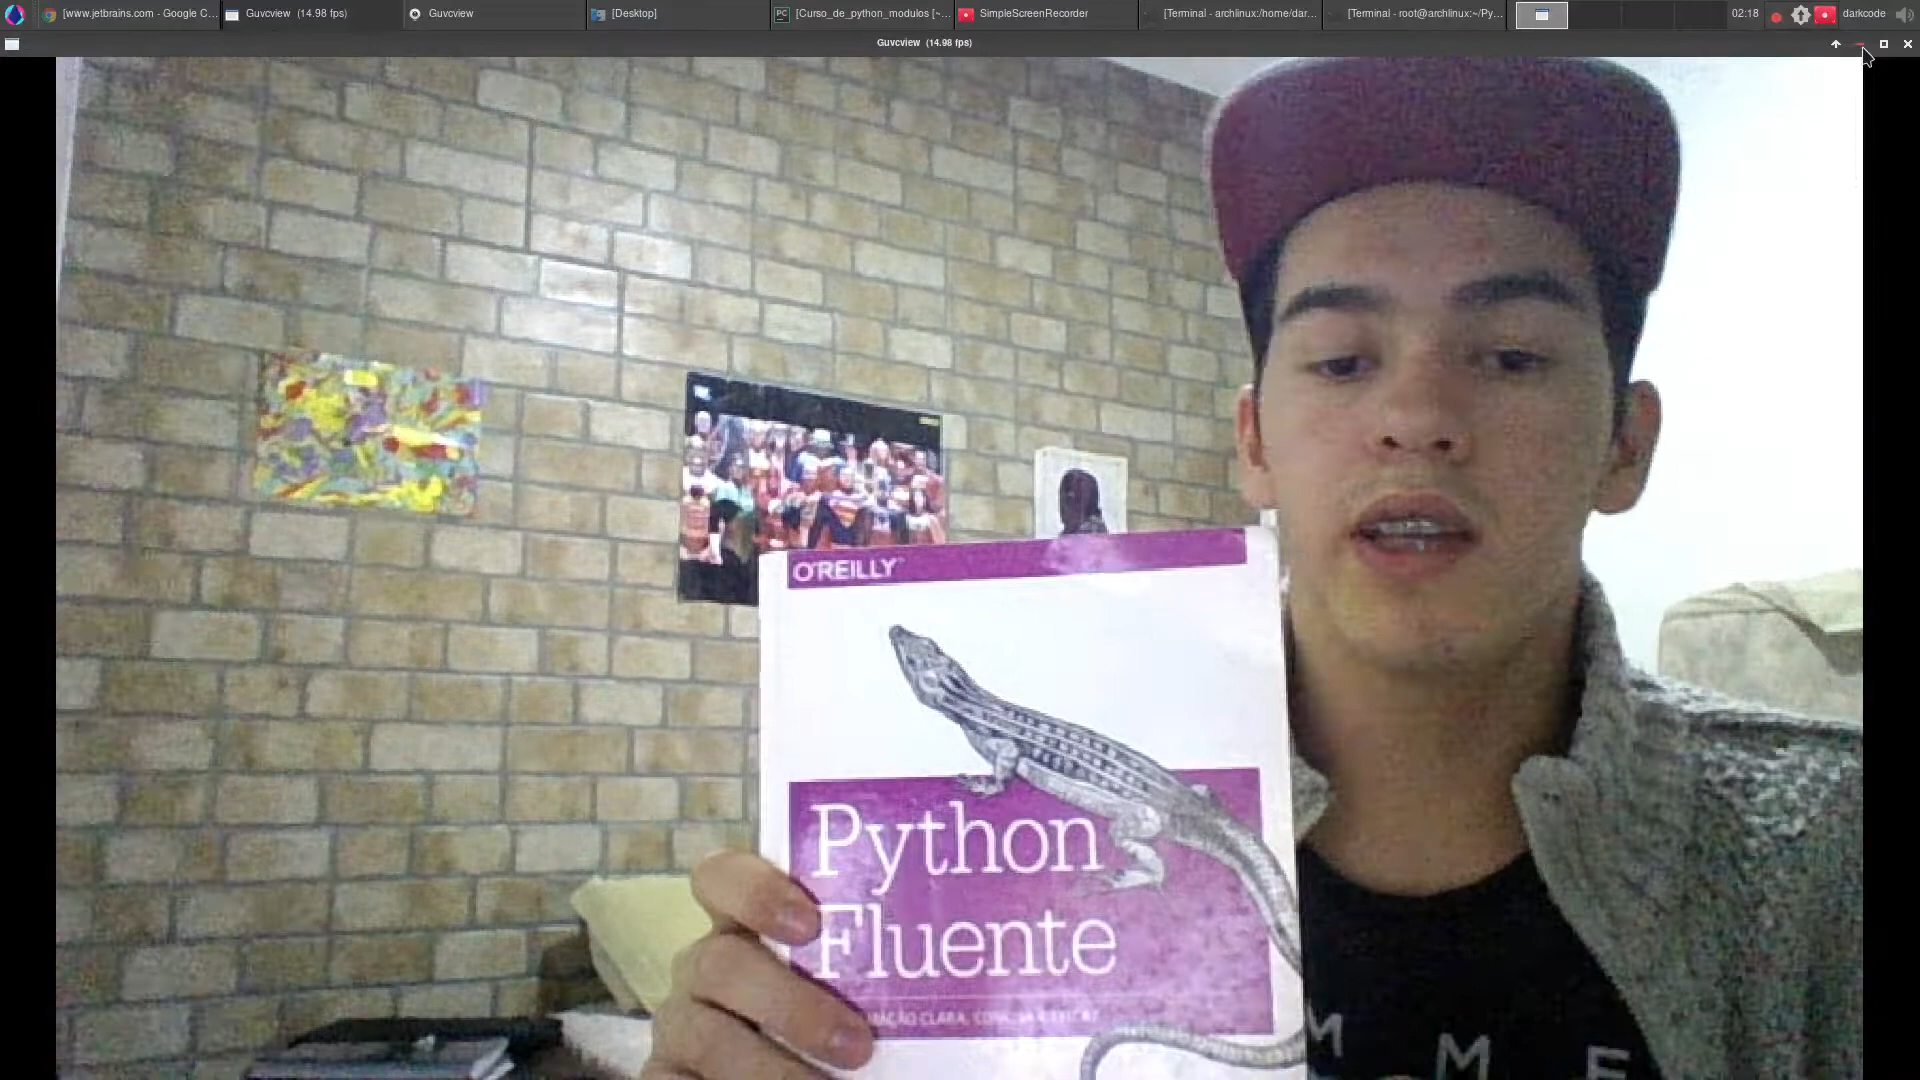 [www.jetbrains.com - Google C...
Guvcview (14.98 fps)
Guvcview
[Desktop]
[Curso_de_python_modulos [~...
SimpleScreenRecorder
[Terminal - archlinux:/home/dar...
[Terminal - root@archlinux:~/Py...
02:18
darkcode
Guvcview (14.98 fps)
O'REILLY
Python
Fluente
CLARA,
M M E